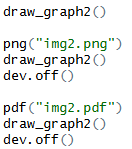 draw_graph2()
png("img2.png")
draw_graph2()
dev.off()
pdf("img2.pdf")
draw_graph2()
dev.off()